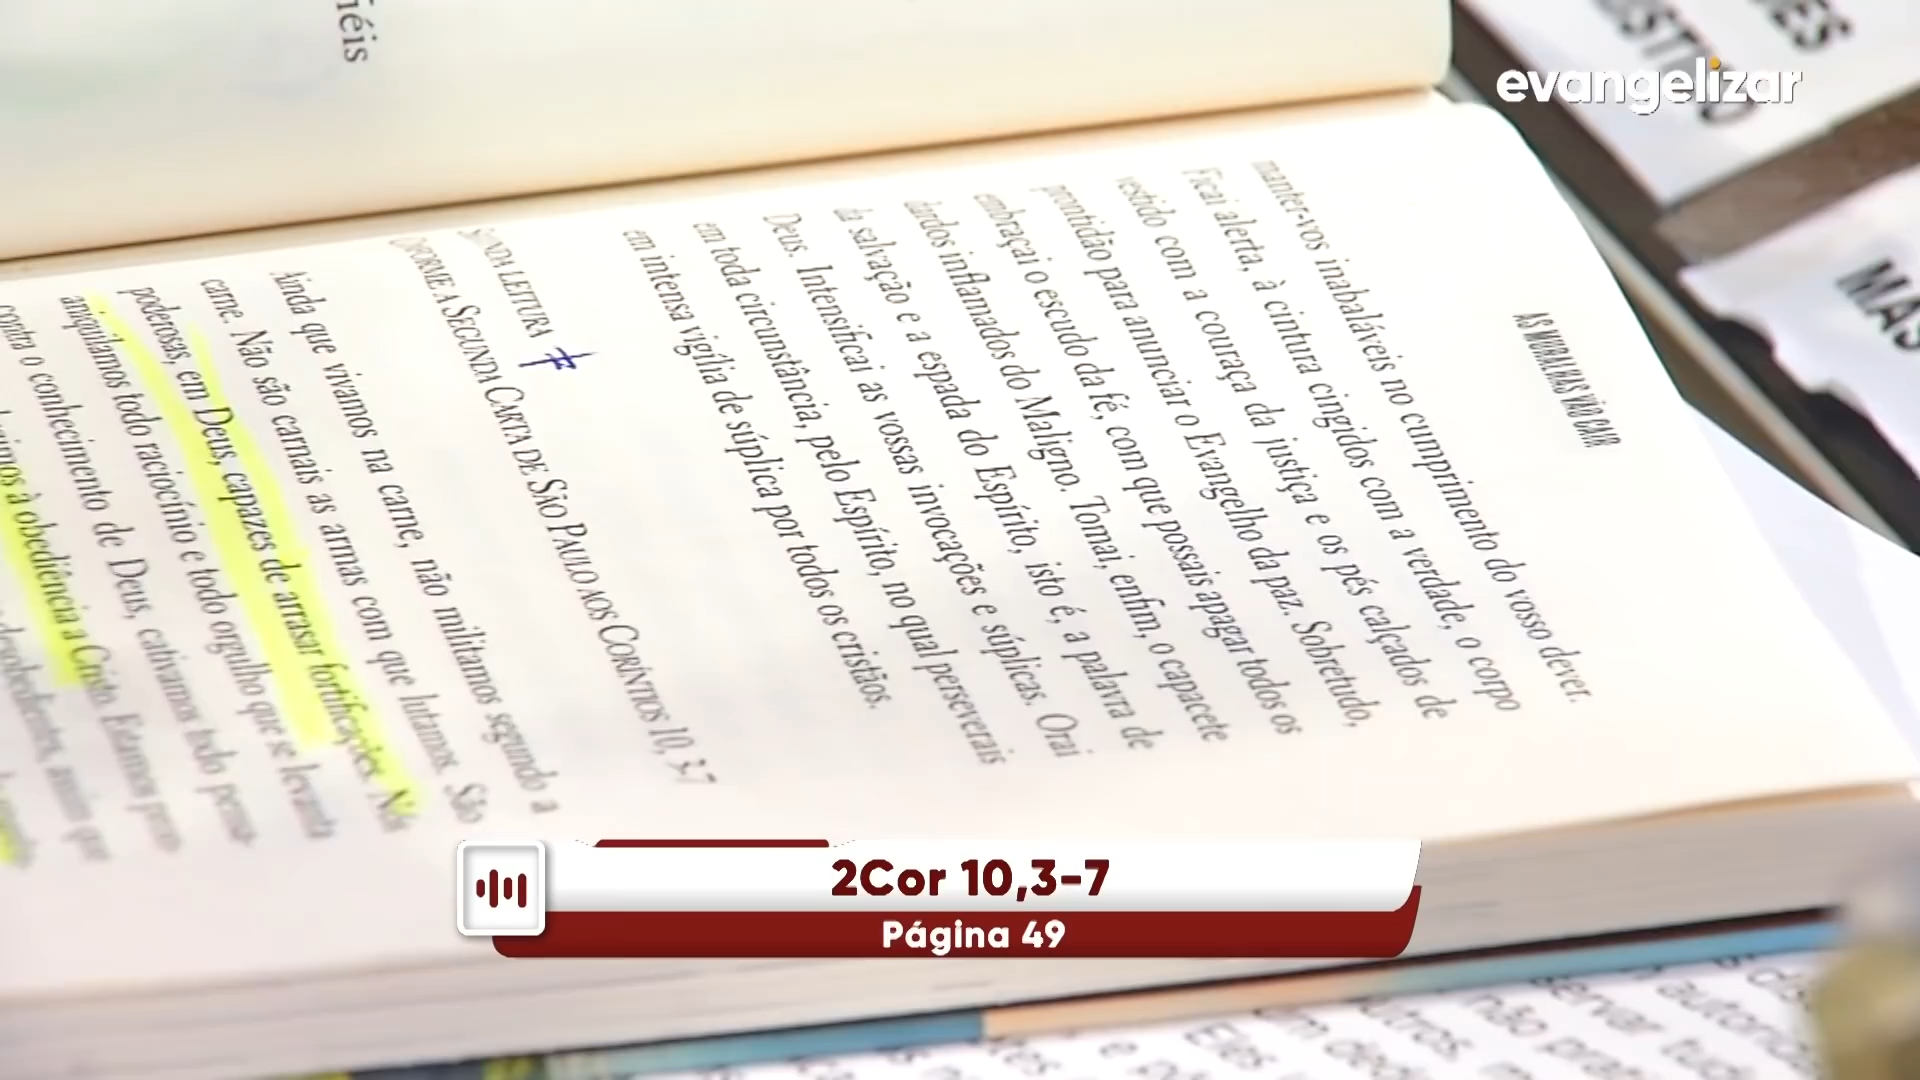 iéis
evangelizar
AS MURALHAS VÃO CAIR
manter-vos inabaláveis no cumprimento do vosso dever.
Ficai alerta, à cintura cingidos com a verdade, o corpo
vestido com a couraça da justiça e os pés calçados de
prontidão para anunciar o Evangelho da paz. Sobretudo,
embraçai o escudo da fé, com que possais apagar todos os
dardos inflamados do Maligno. Tomai, enfim, o capacete
da salvação e a espada do Espírito, isto é, a palavra de
Deus. Intensificai as vossas invocações e súplicas. Orai
em toda circunstância, pelo Espírito, no qual perseverais
em intensa vigília de súplica por todos os cristãos.
LEITURA
A SEGUNDA CARTA DE SÃO PAULO AOS CORÍNTIOS 10, 3-7
Ainda que vivamos na carne, não militamos segundo a
carne. Não são carnais as armas com que lutamos. São
poderosas, em Deus, capazes de arrasar fortificações. Nós
aniquilamos todo raciocínio e todo orgulho que se levanta
contra o conhecimento de Deus, cativamos todo pensa-
à obediência a Cristo. Estamos
assim que
MAS
2Cor 10,3-7
Página 49